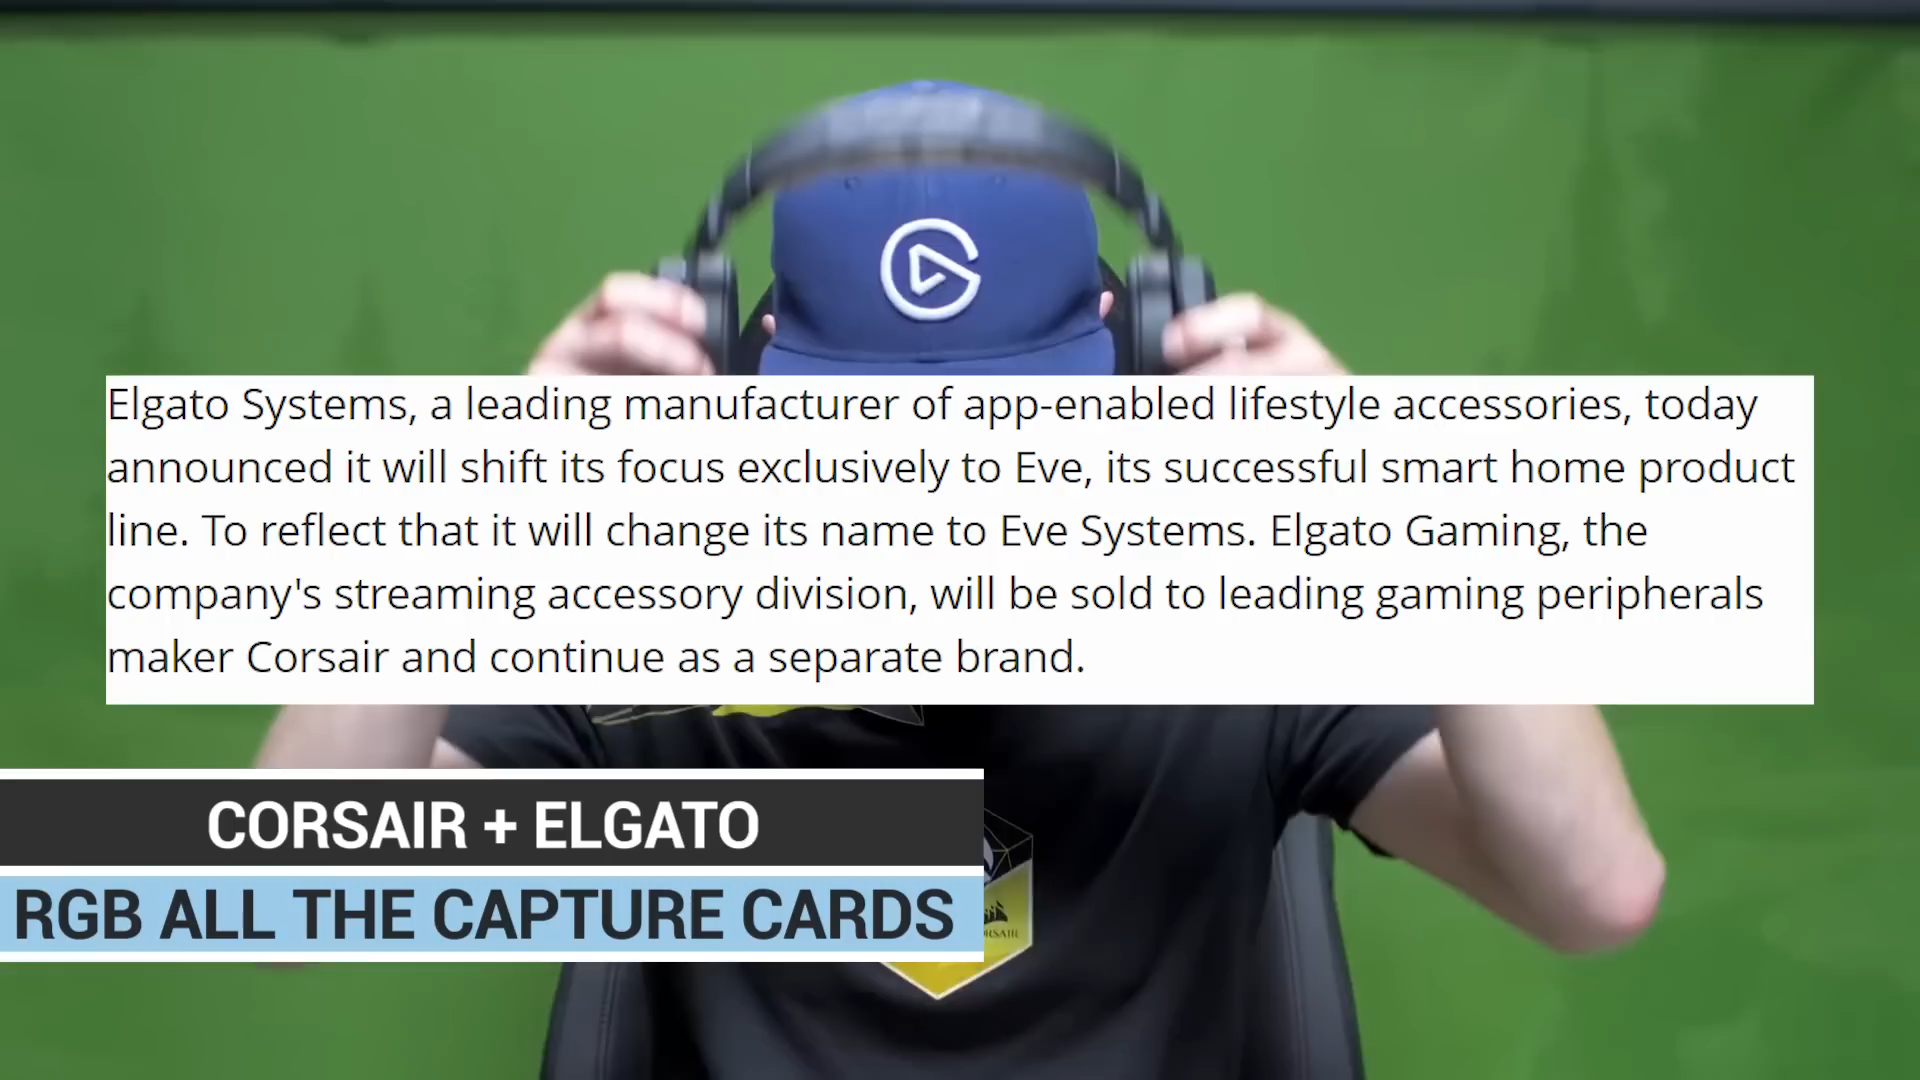 Elgato Systems, a leading manufacturer of app-enabled lifestyle accessories, today
announced it will shift its focus exclusively to Eve, its successful smart home product
line. To reflect that it will change its name to Eve Systems. Elgato Gaming, the
company's streaming accessory division, will be sold to leading gaming peripherals
maker Corsair and continue as a separate brand.
CORSAIR + ELGATO
RGB ALL THE CAPTURE CARDS